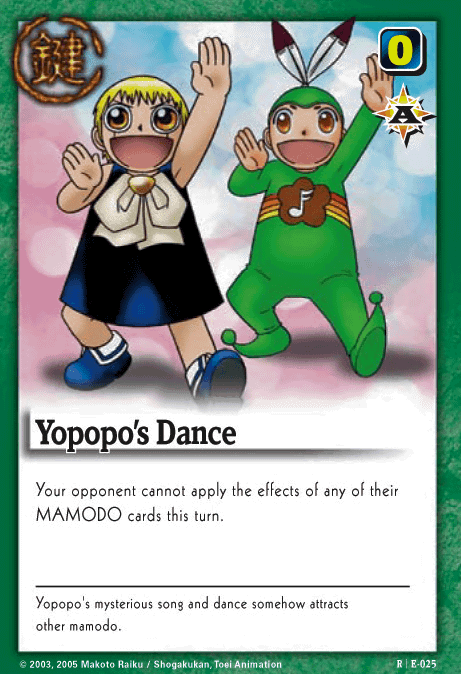 鍵
0
A
Yopopo's Dance
Your opponent cannot apply the effects of any of their
MAMODO cards this turn.
Yopopo's mysterious song and dance somehow attracts
other mamodo.
© 2003, 2005 Makoto Raiku / Shogakukan, Toei Animation
R | E-025